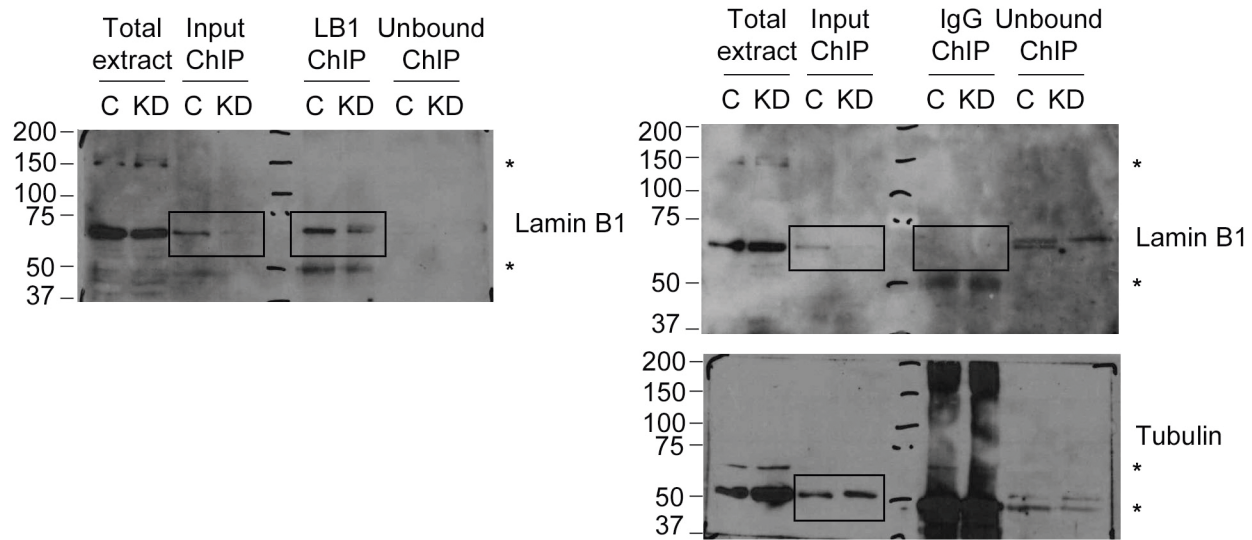 Total Input LB1 Unbound
extract ChIP ChIP ChIP
C KD C KD C KD C KD
200
150 *
100
75
Lamin B1
50 *
37
Total Input IgG Unbound
extract ChIP ChIP ChIP
C KD C KD C KD C KD
200
150 *
100
75
Lamin B1
50 *
37
200
150
100
75 Tubulin
*
50 *
37